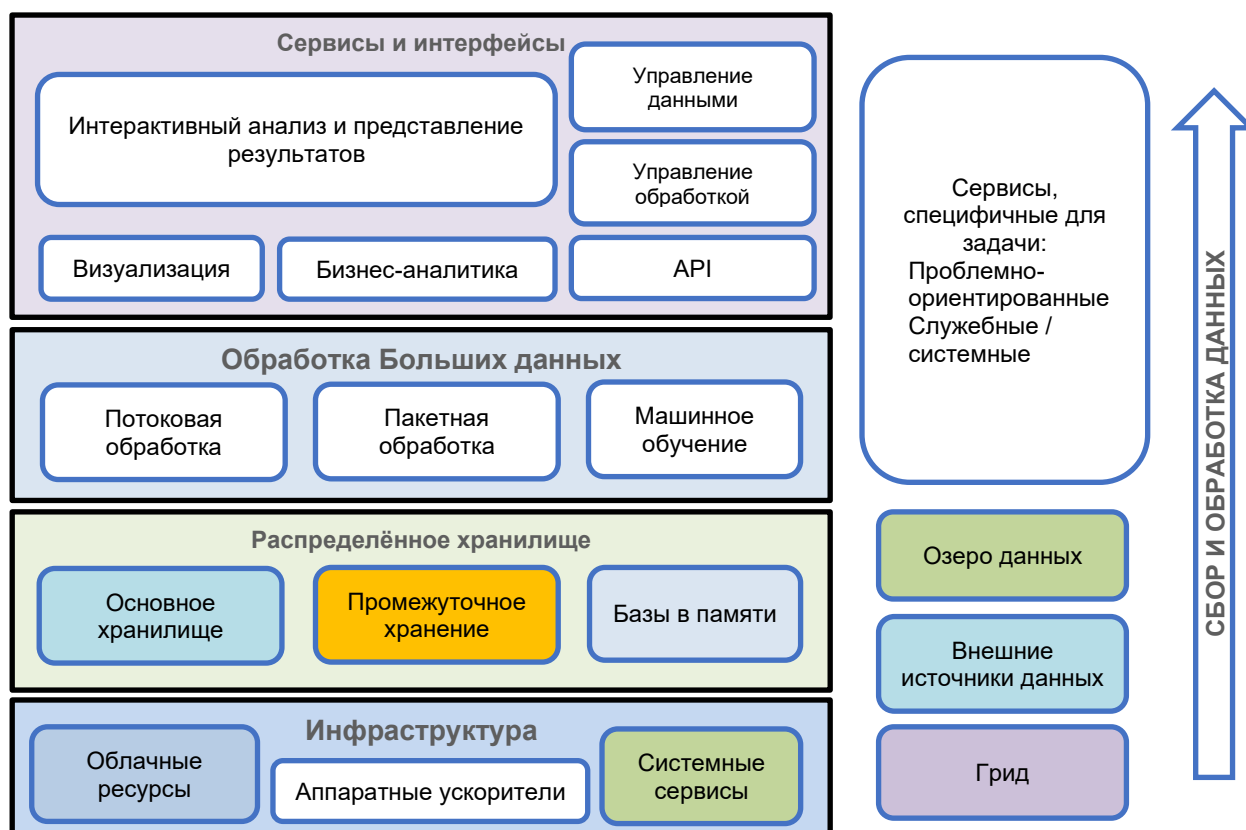 Сервисы и интерфейсы
Интерактивный анализ и представление
результатов
Управление
данными
Управление
обработкой
Визуализация
Бизнес-аналитика
API
Обработка Больших данных
Потоковая
обработка
Пакетная
обработка
Машинное
обучение
Распределённое хранилище
Основное
хранилище
Промежуточное
хранение
Базы в памяти
Инфраструктура
Облачные
ресурсы
Аппаратные ускорители
Системные
сервисы
Сервисы,
специфичные для
задачи:
Проблемно-
ориентированные
Служебные /
системные
Озеро данных
Внешние
источники данных
Грид
СБОР И ОБРАБОТКА ДАННЫХ